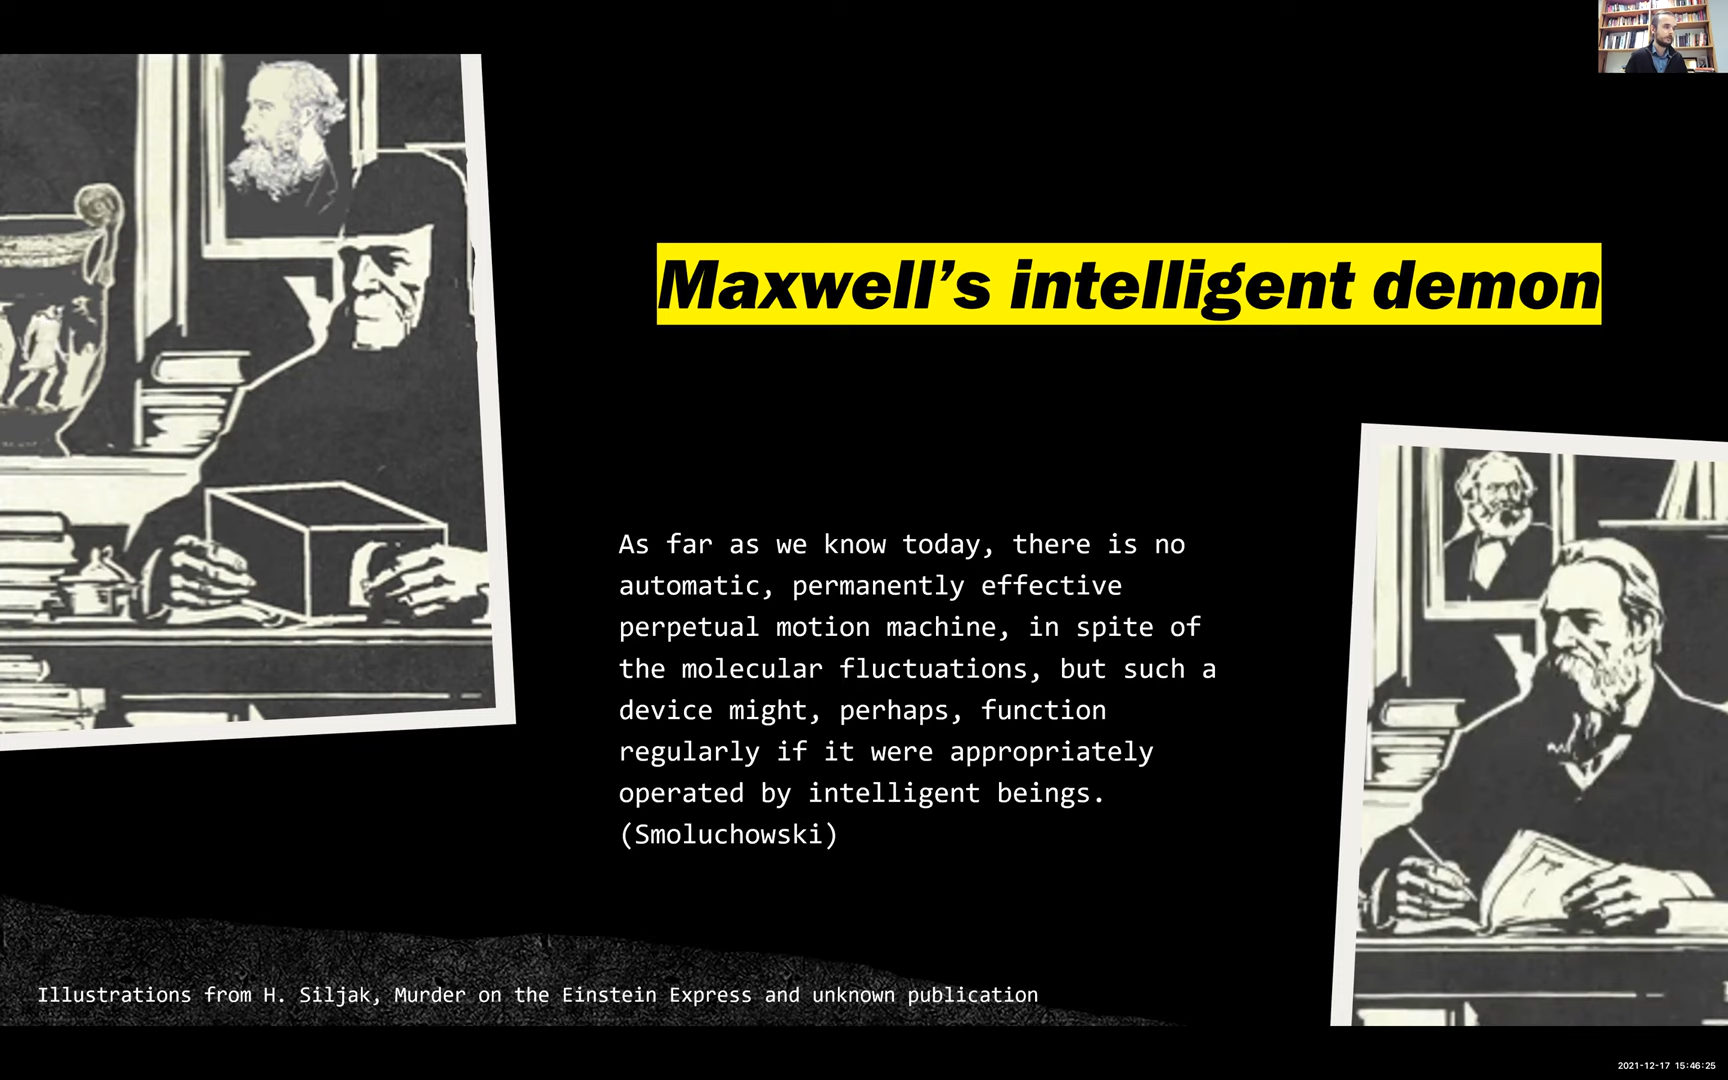 Maxwell’s intelligent demon
As far as we know today, there is no
automatic, permanently effective
perpetual motion machine, in spite of
the molecular fluctuations, but such a
device might, perhaps, function
regularly if it were appropriately
operated by intelligent beings.
(Smoluchowski)
Illustrations from H. Siljak, Murder on the Einstein Express and unknown publication
2021-12-17 15:46:25